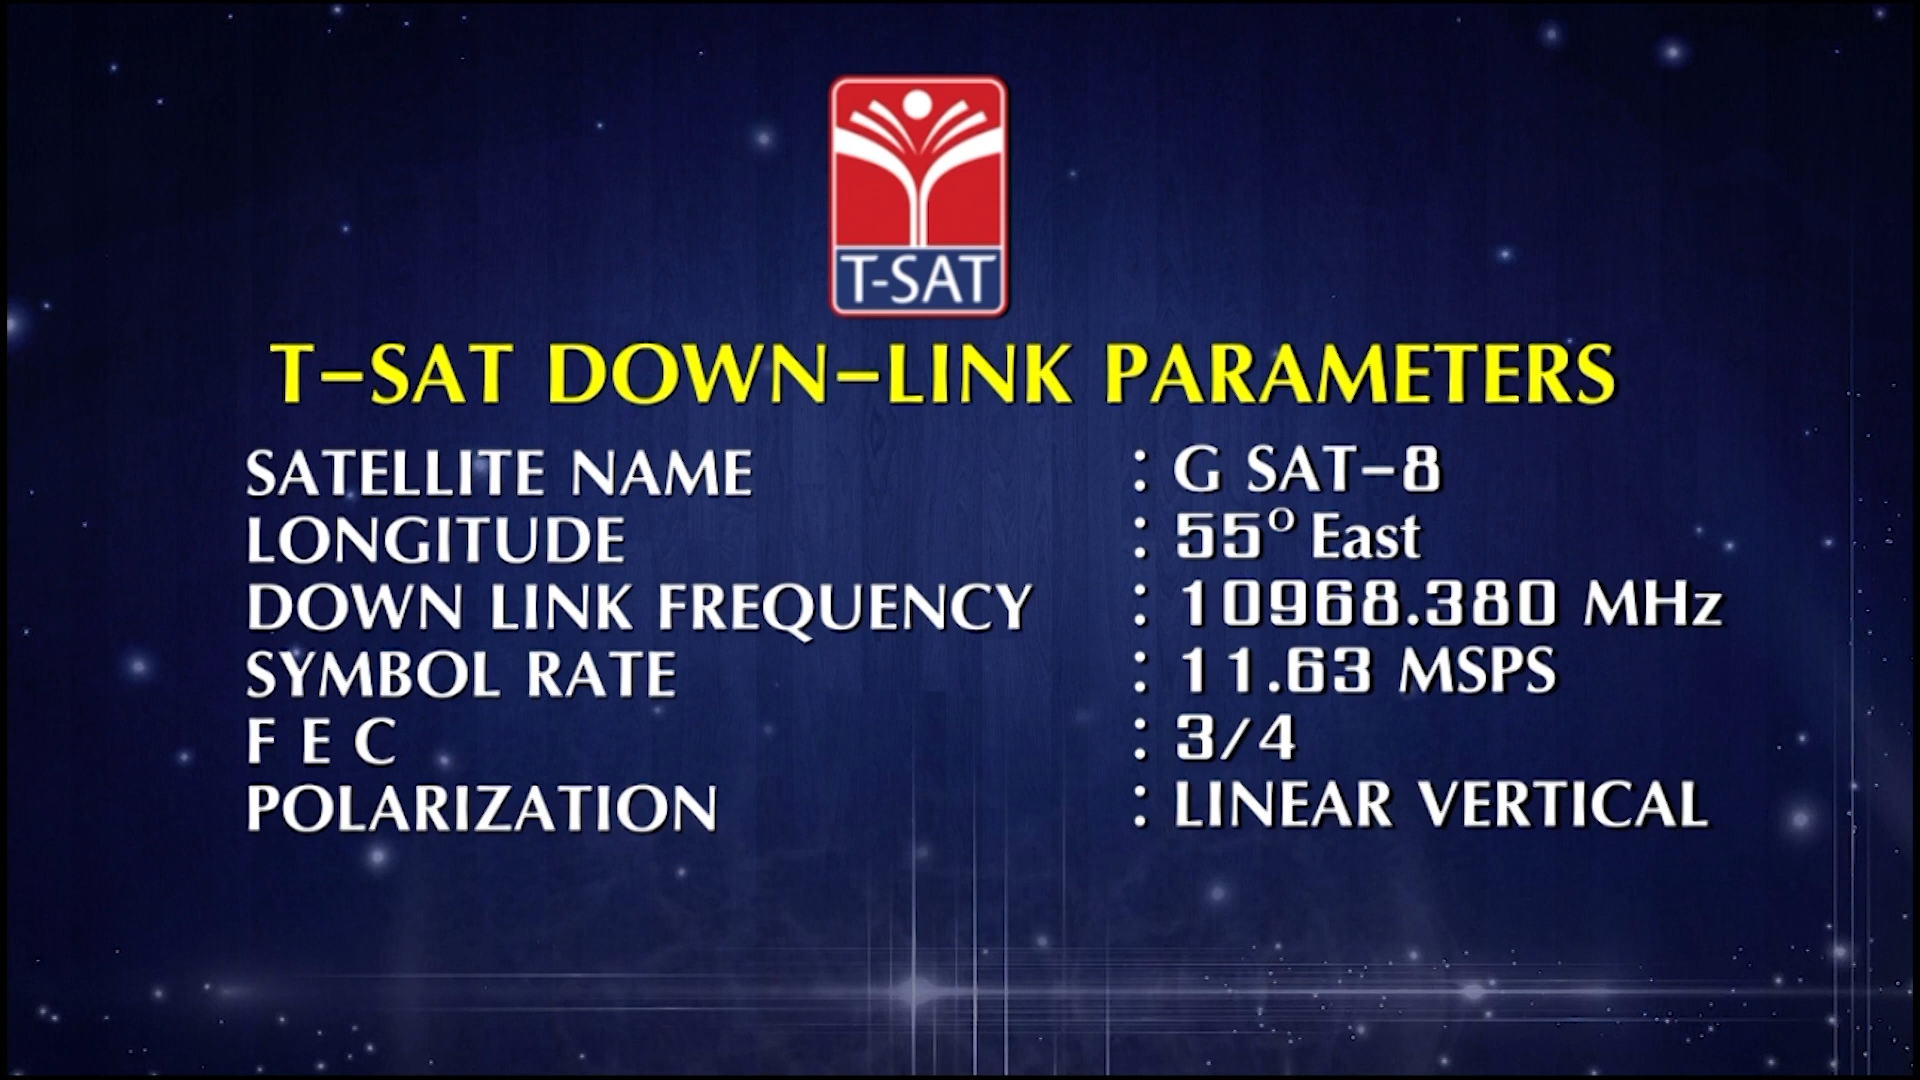 T-SAT
T-SAT DOWN-LINK PARAMETERS
SATELLITE NAME : G SAT-8
LONGITUDE : 55° East
DOWN LINK FREQUENCY : 10968.380 MHz
SYMBOL RATE : 11.63 MSPS
F E C : 3/4
POLARIZATION : LINEAR VERTICAL